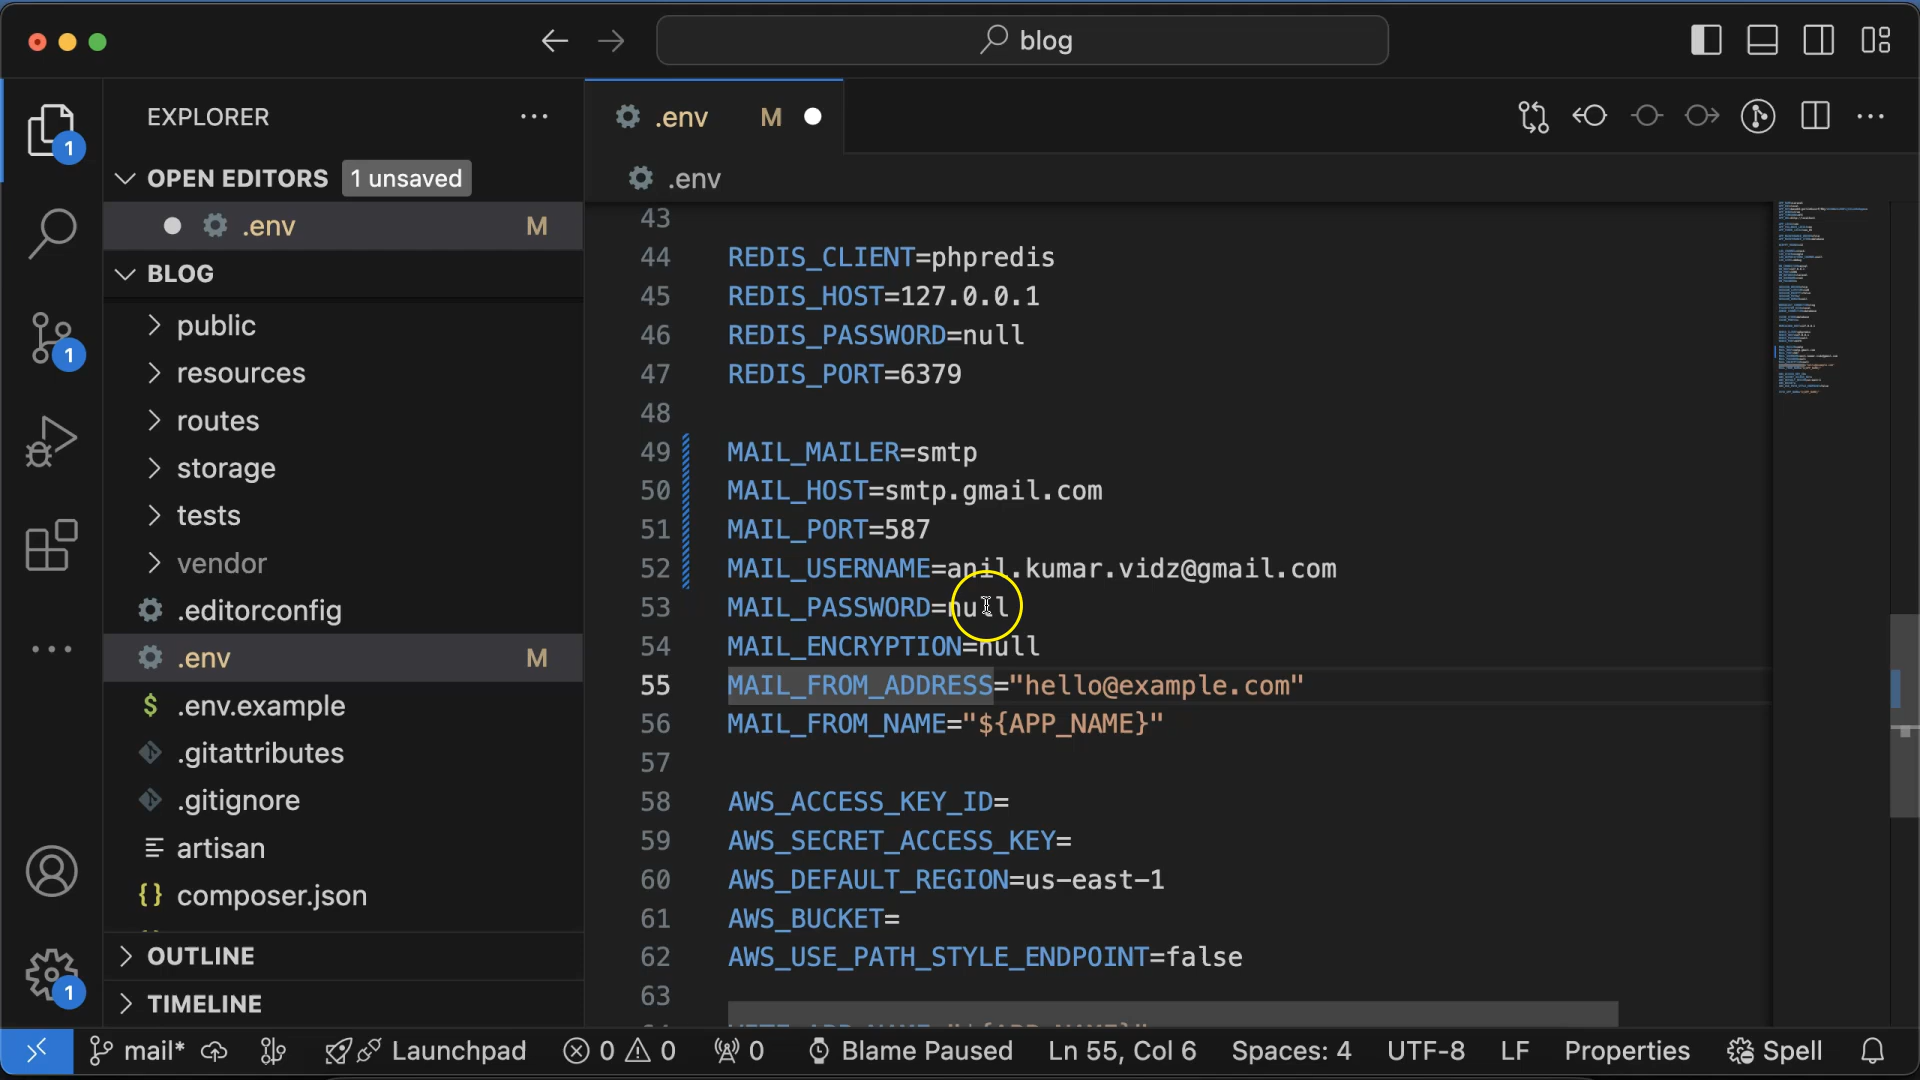 blog
EXPLORER
OPEN EDITORS 1 unsaved
.env M
BLOG
public
resources
routes
storage
tests
vendor
.editorconfig
.env M
.env.example
.gitattributes
.gitignore
artisan
composer.json
OUTLINE
TIMELINE
1
1
1
.env M
.env
43
44 REDIS_CLIENT=phpredis
45 REDIS_HOST=127.0.0.1
46 REDIS_PASSWORD=null
47 REDIS_PORT=6379
48
49 MAIL_MAILER=smtp
50 MAIL_HOST=smtp.gmail.com
51 MAIL_PORT=587
52 MAIL_USERNAME=anil.kumar.vidz@gmail.com
53 MAIL_PASSWORD=null
54 MAIL_ENCRYPTION=null
55 MAIL_FROM_ADDRESS="hello@example.com"
56 MAIL_FROM_NAME="${APP_NAME}"
57
58 AWS_ACCESS_KEY_ID=
59 AWS_SECRET_ACCESS_KEY=
60 AWS_DEFAULT_REGION=us-east-1
61 AWS_BUCKET=
62 AWS_USE_PATH_STYLE_ENDPOINT=false
63
mail* Launchpad 0 0 0 Blame Paused Ln 55, Col 6 Spaces: 4 UTF-8 LF Properties Spell